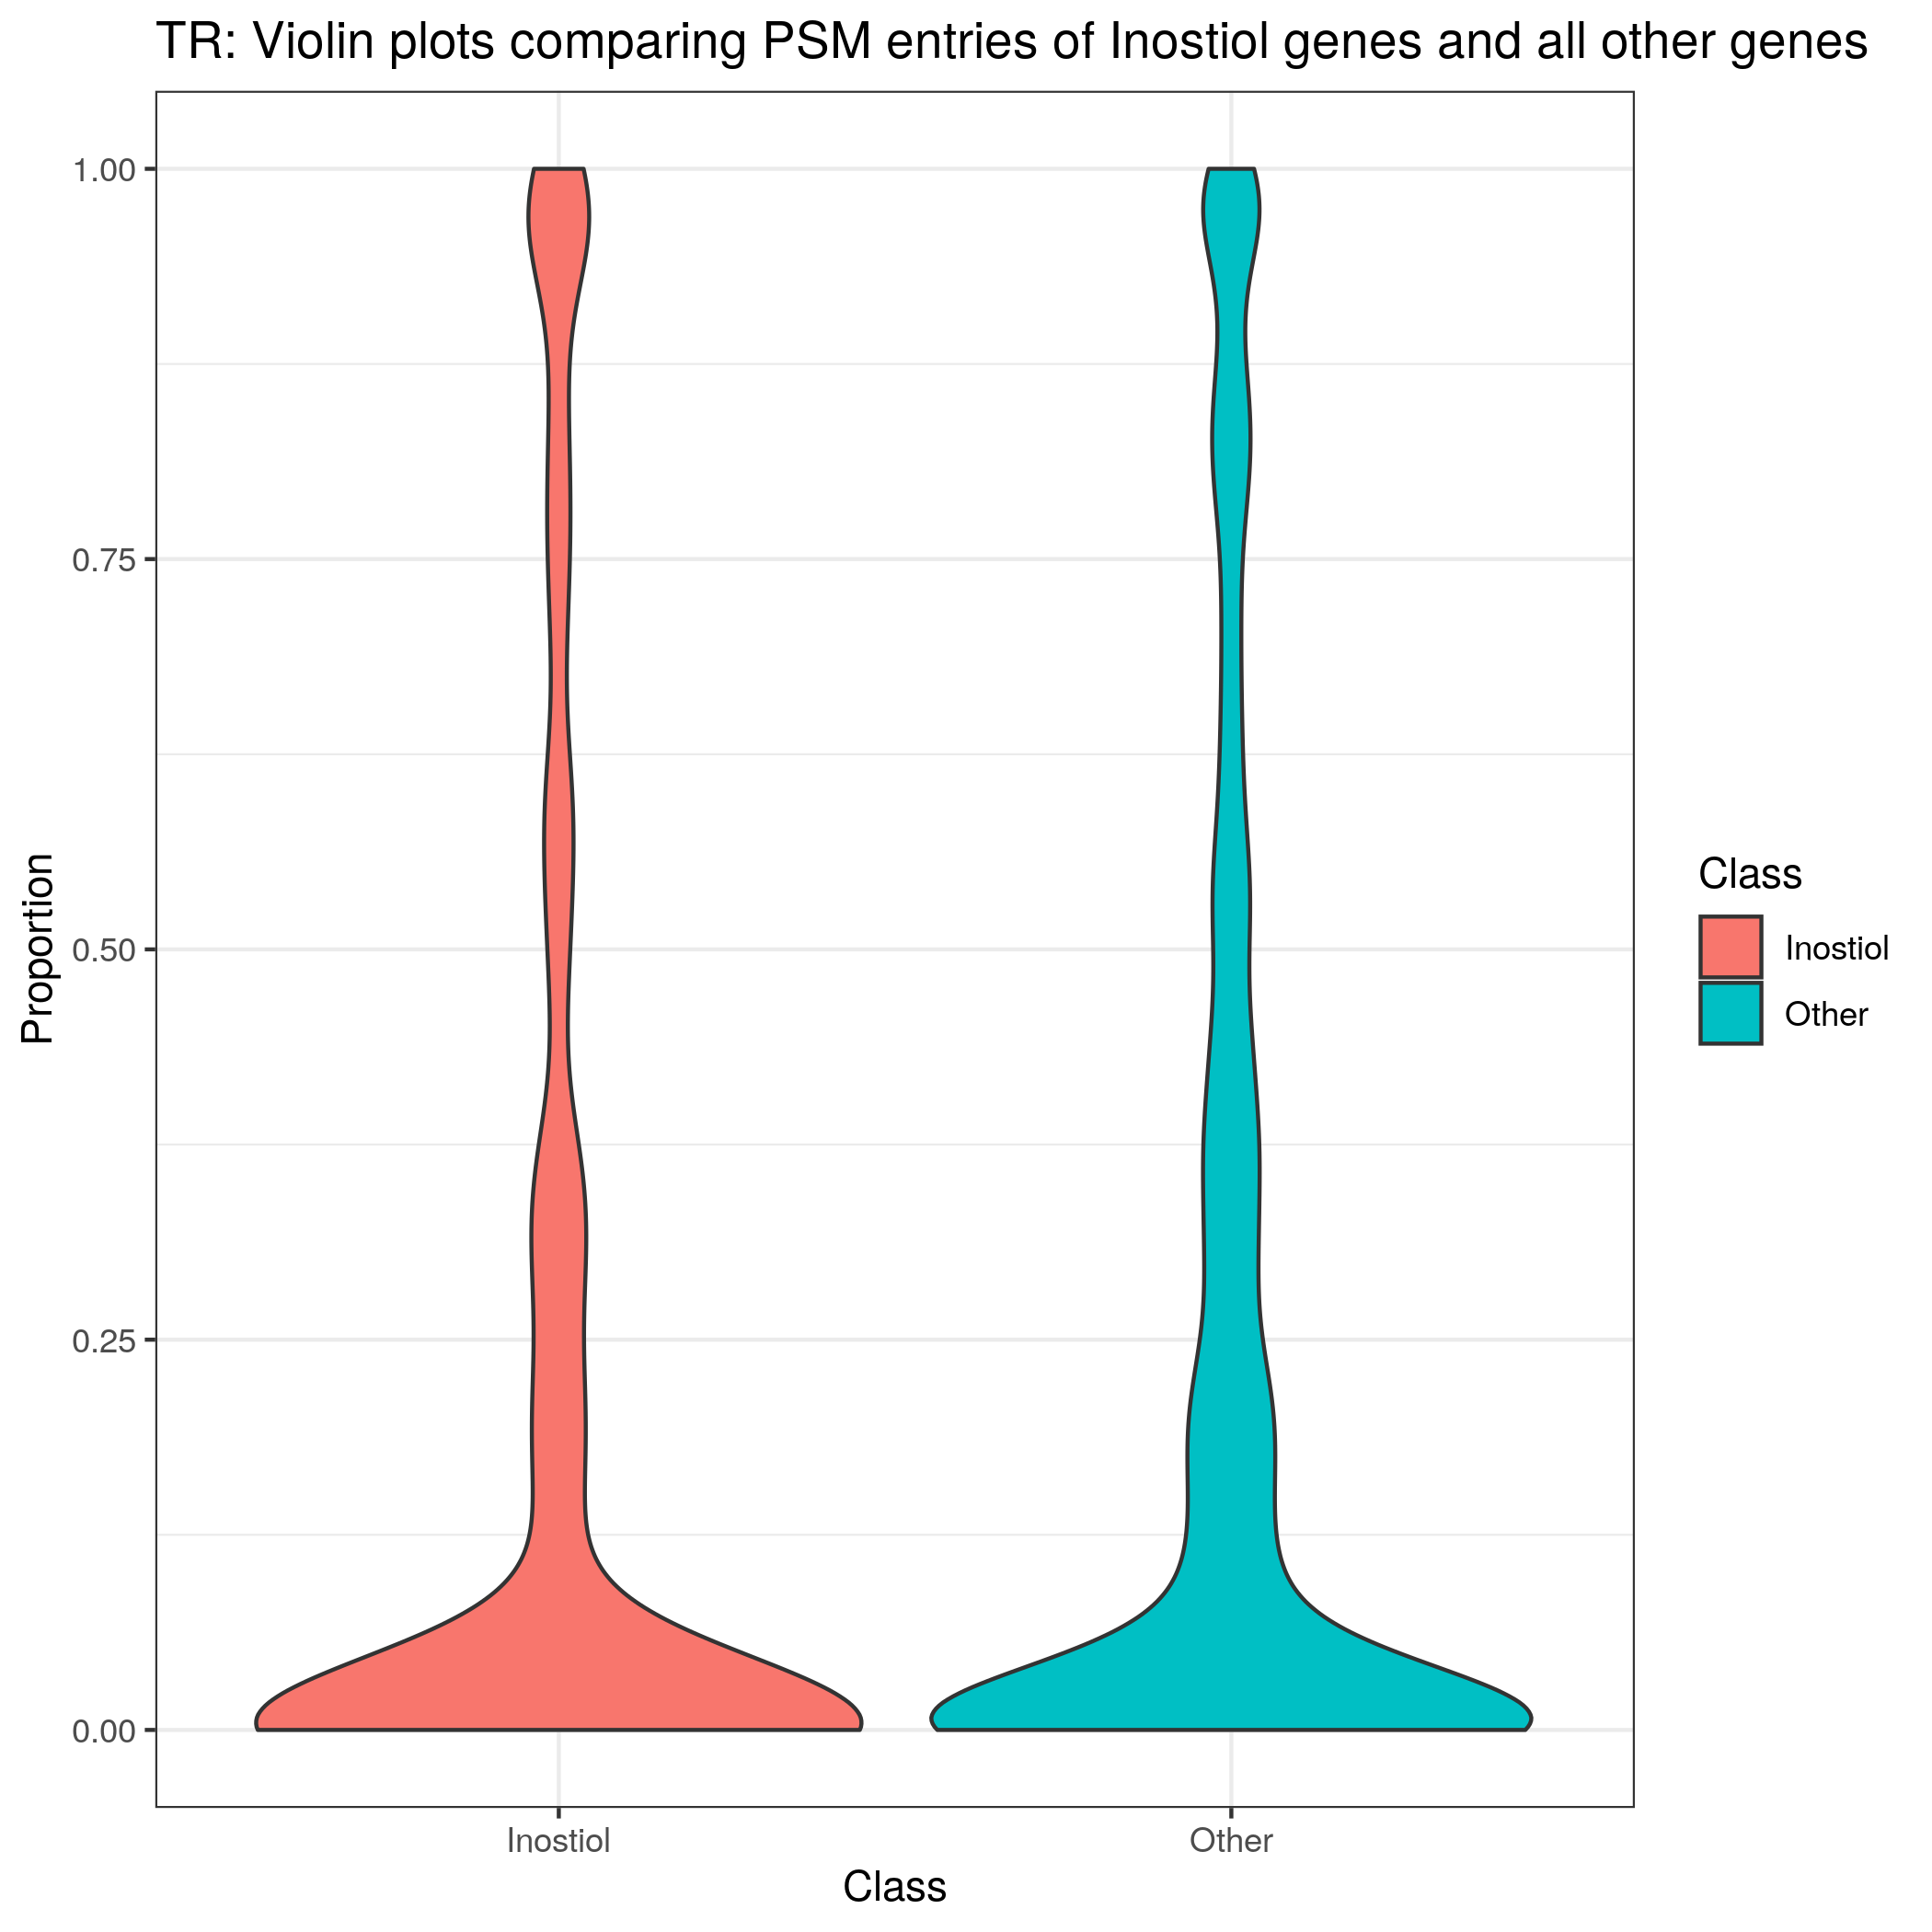 TR: Violin plots comparing PSM entries of Inostiol genes and all other genes
1.00
0.75
0.50
0.25
0.00
Proportion
Inostiol
Other
Class
Class
Inostiol
Other